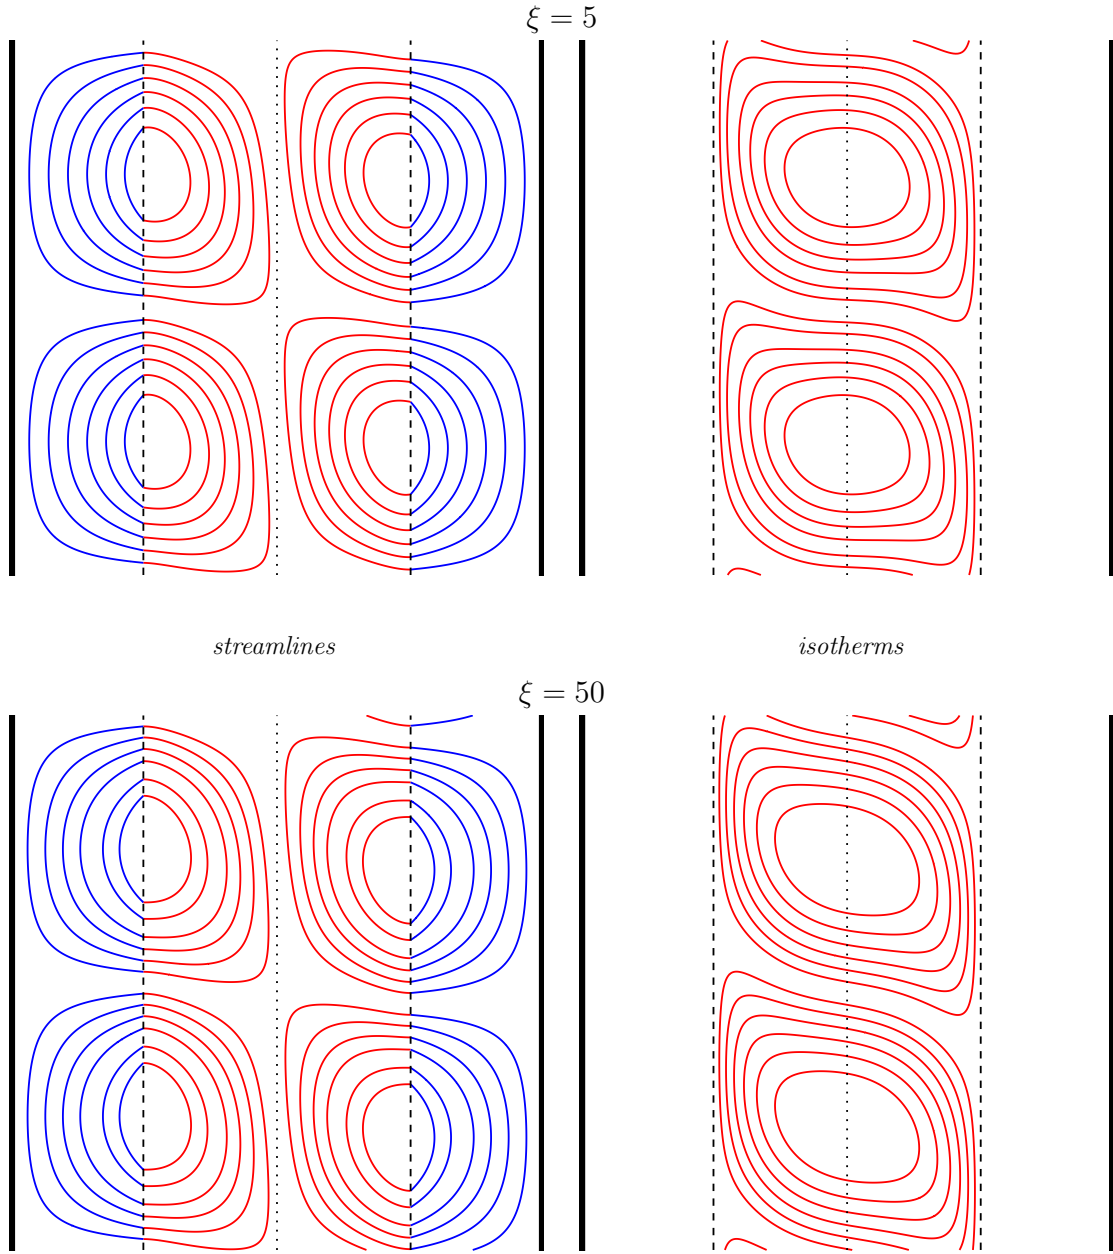 ξ = 5
streamlines isotherms
ξ = 50